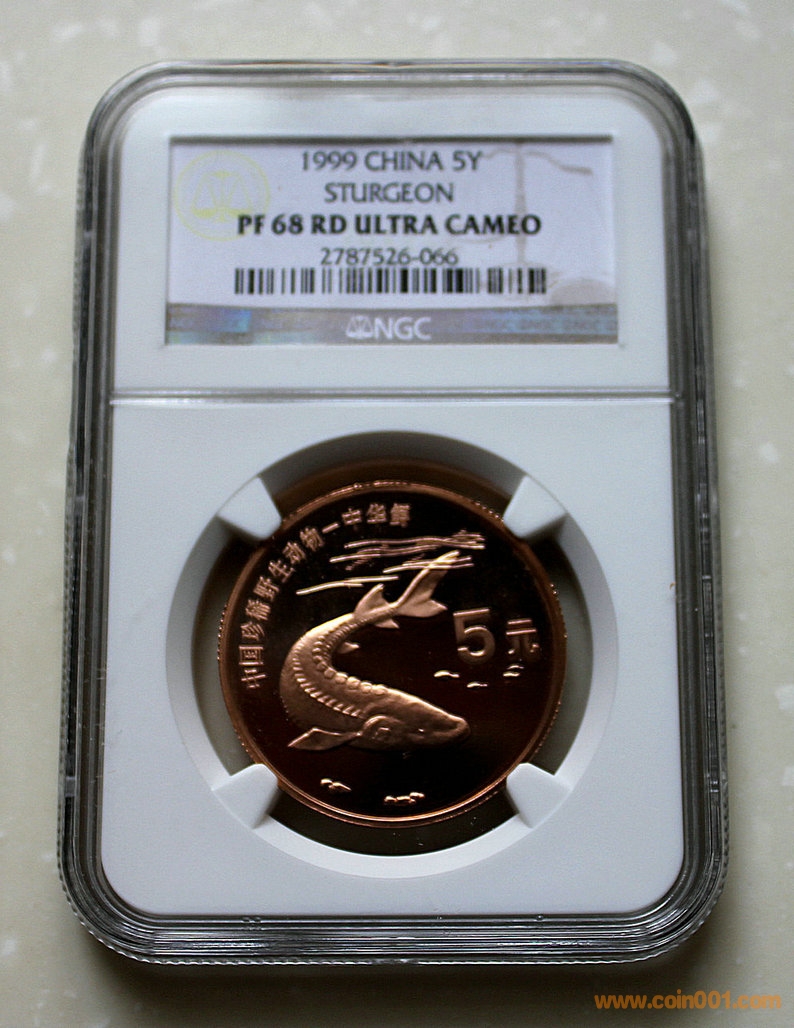 1999 CHINA 5Y
STURGEON
PF 68 RD ULTRA CAMEO
2787526-066
NGC
中国珍稀野生动物—中华鲟
5元
www.coin001.com